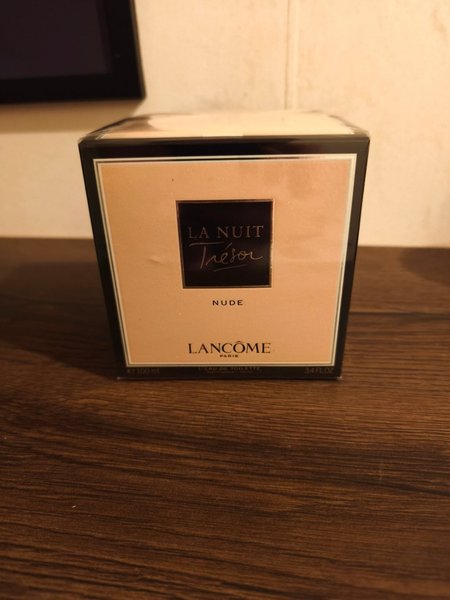 LA NUIT
Trésor
NUDE
LANCÔME
PARIS
℮ 100 ml L'EAU DE TOILETTE 3.4 FL.OZ